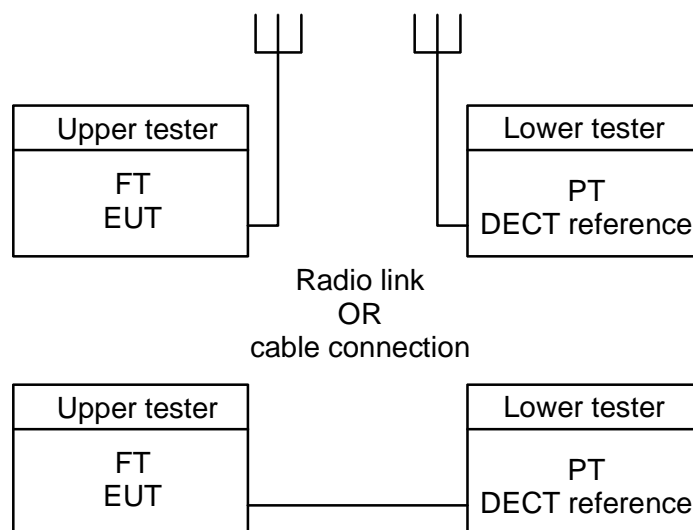 Upper tester
FT
EUT
Lower tester
PT
DECT reference
Radio link
OR
cable connection
Upper tester
FT
EUT
Lower tester
PT
DECT reference